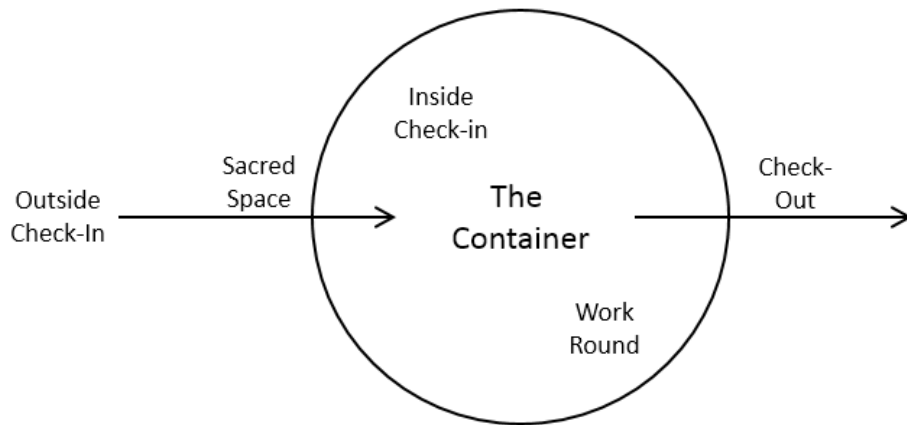 Outside
Check-In
Sacred
Space
Inside
Check-in
The
Container
Work
Round
Check-
Out